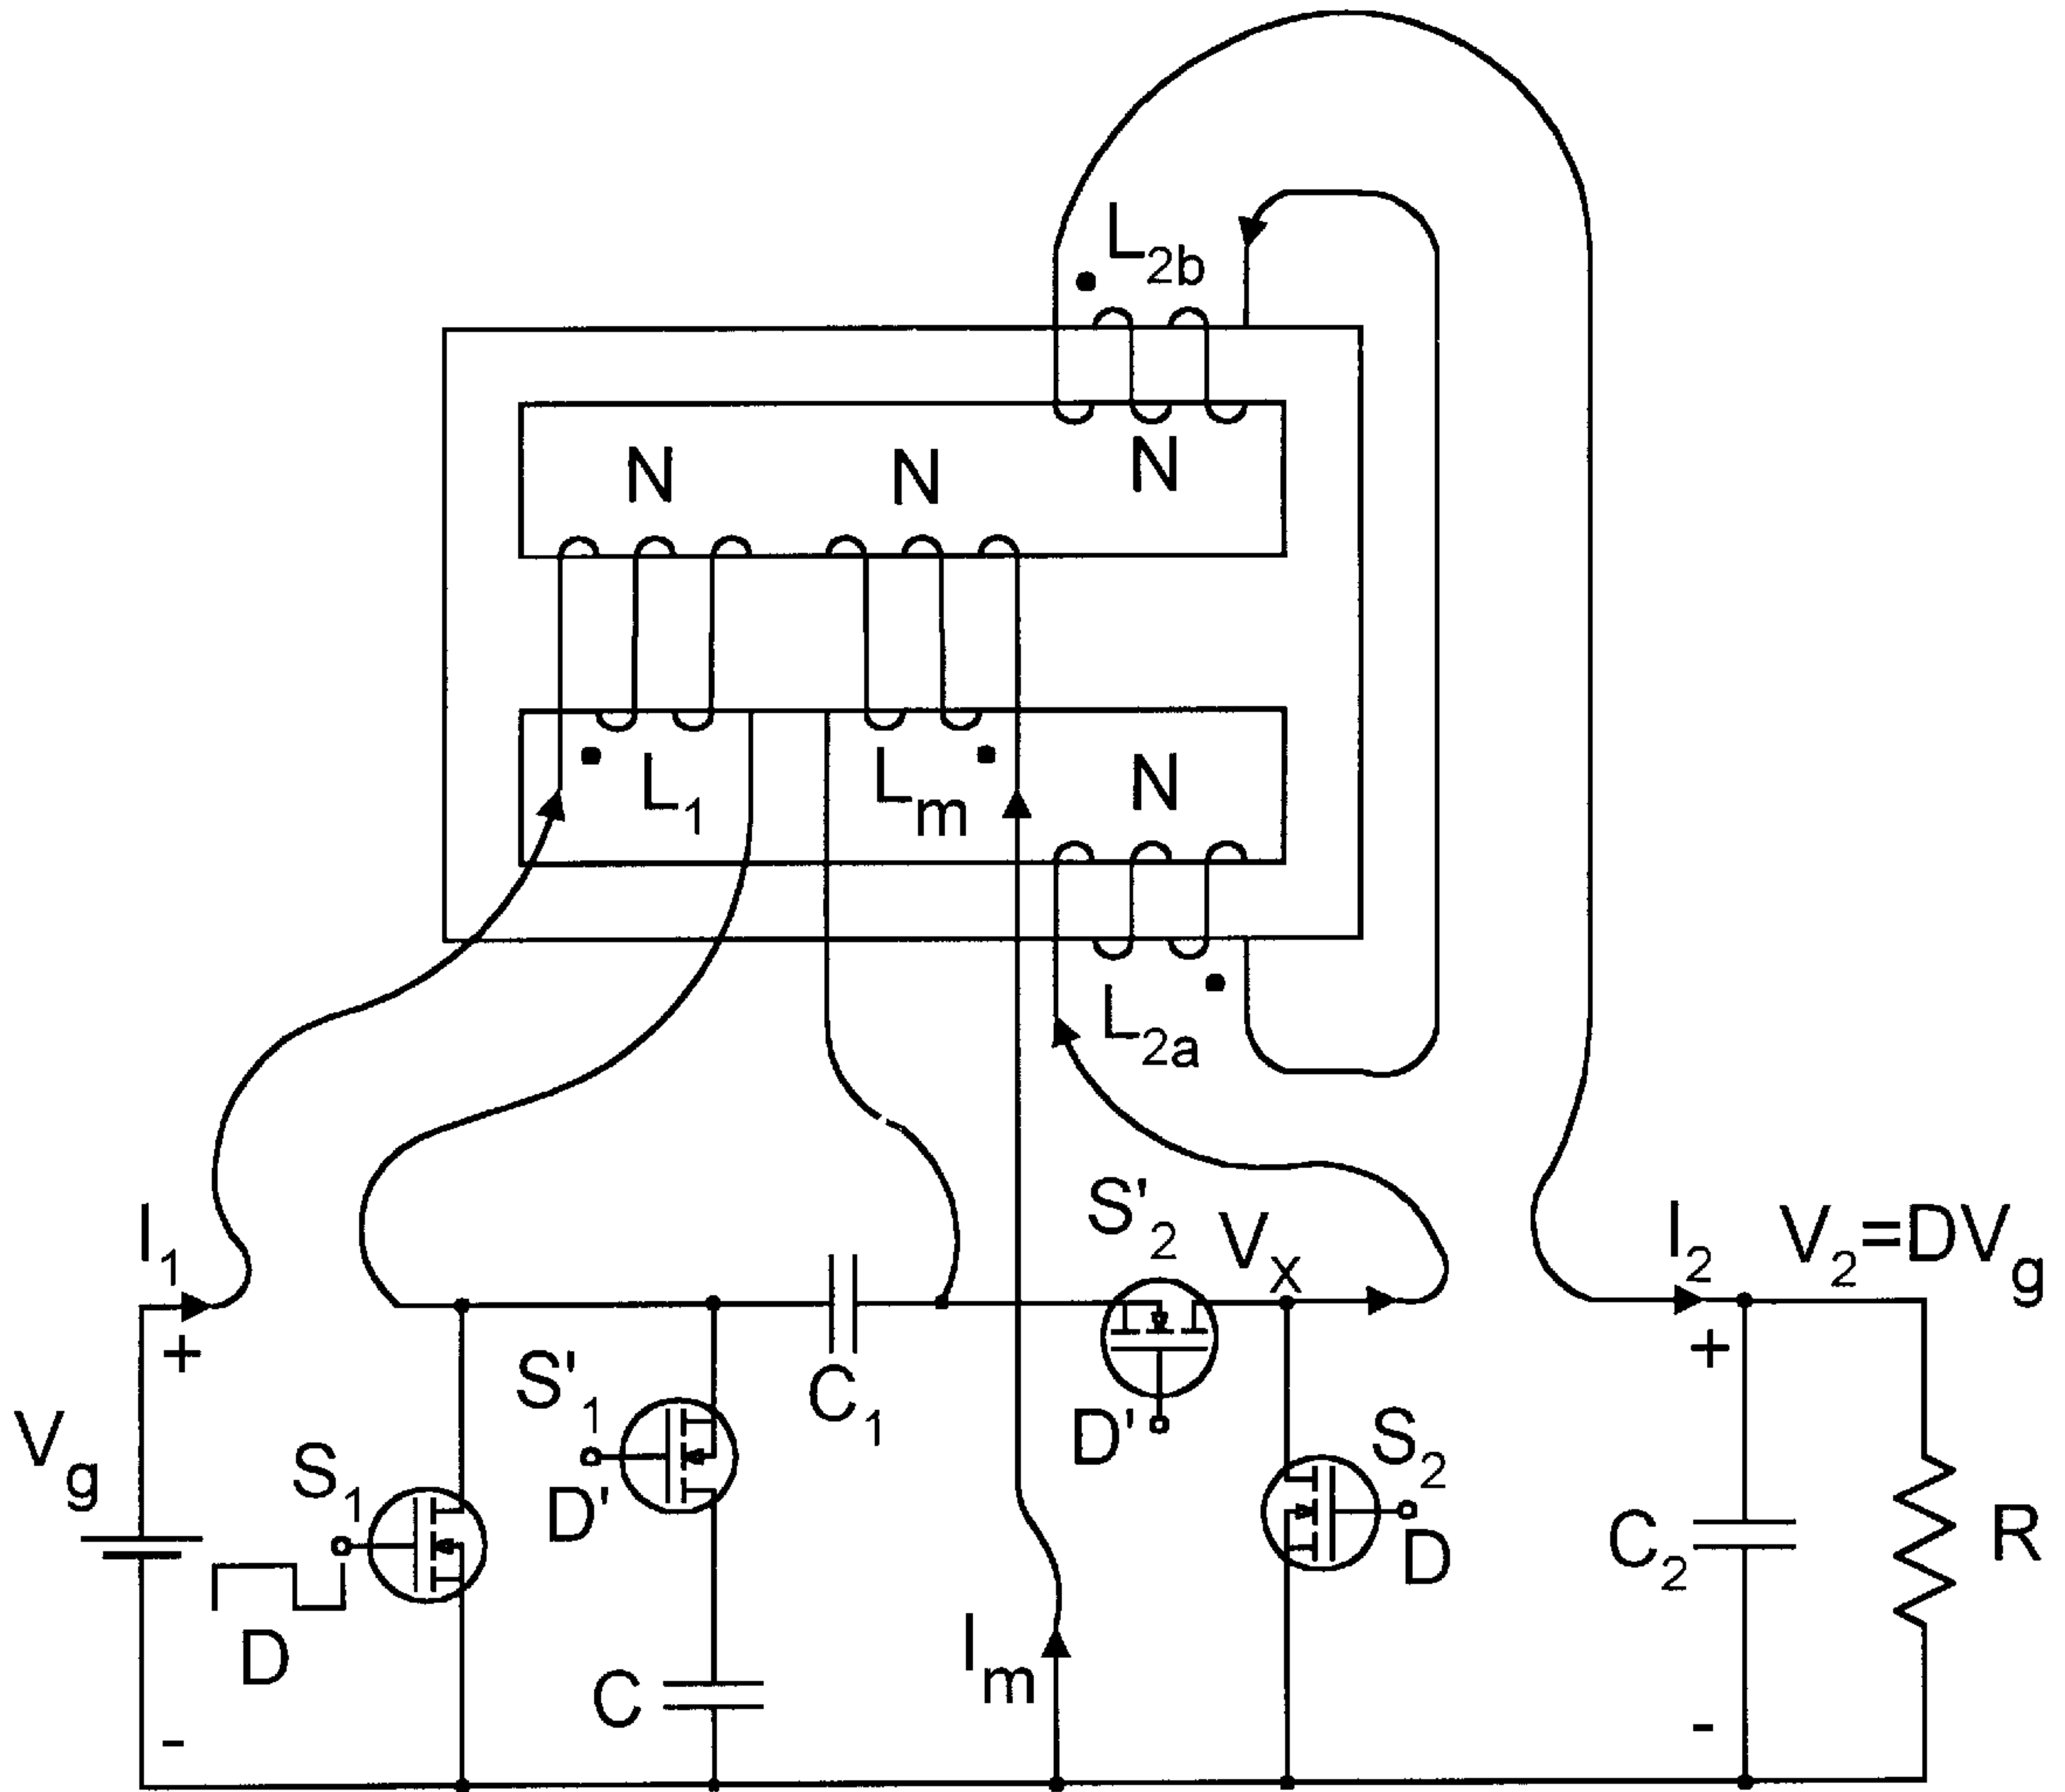 L2b
N N N
L1 Lm N
L2a
I1 S'2 Vx I2 V2=DVg
+ S'1 C1 +
Vg S1 D' D' S2
D C2 R
D C Im
- -